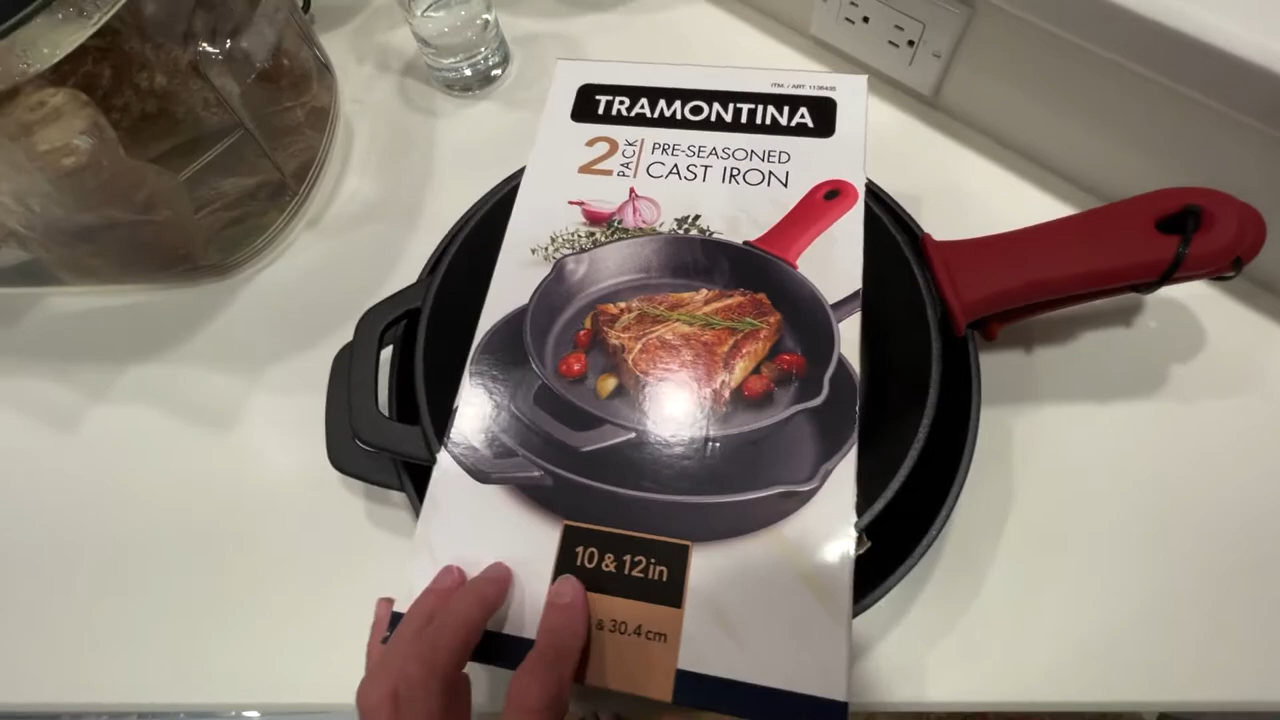 ITM. / ART. 1136435
TRAMONTINA
2 PACK
PRE-SEASONED
CAST IRON
10 & 12in
& 30.4 cm